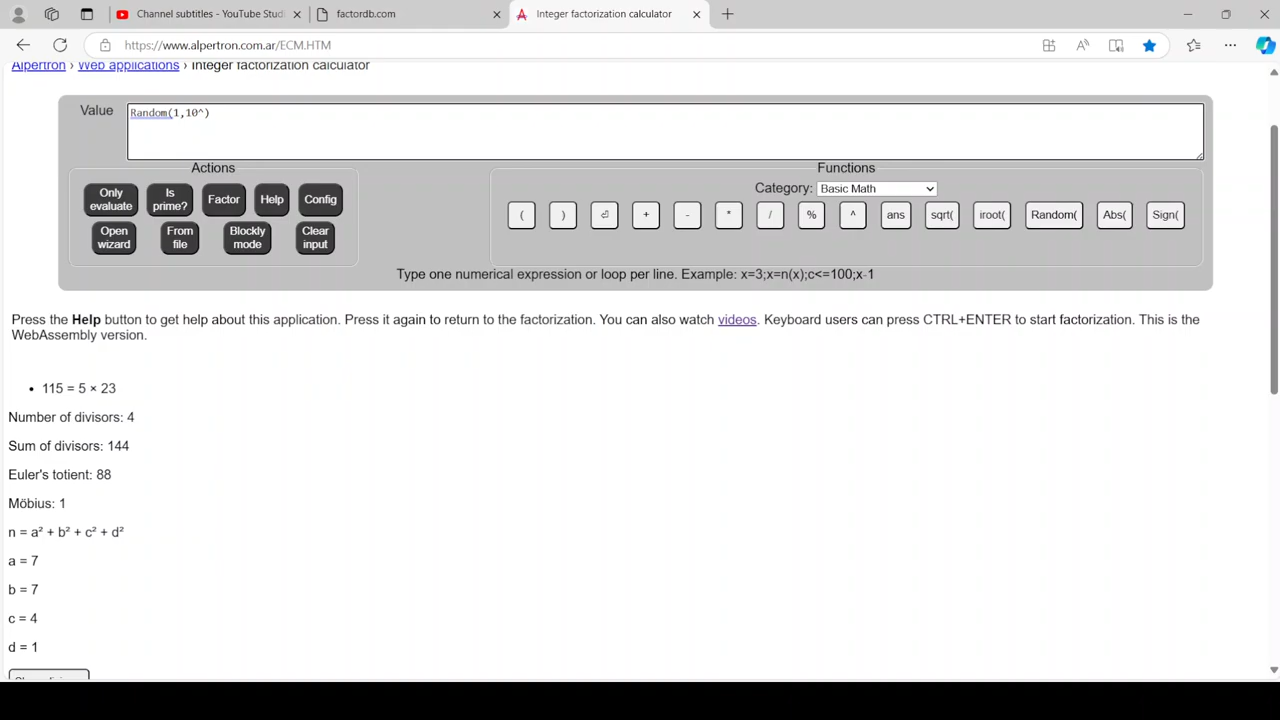 Channel subtitles - YouTube Stud
factordb.com
Integer factorization calculator
https://www.alpertron.com.ar/ECM.HTM
Alpertron › Web applications › Integer factorization calculator
Value
Random(1,10^)
Actions
Functions
Only evaluate
Is prime?
Factor
Help
Config
Open wizard
From file
Blockly mode
Clear input
Category: Basic Math
( ) ⏎ + - * / % ^ ans sqrt( iroot( Random( Abs( Sign(
Type one numerical expression or loop per line. Example: x=3;x=n(x);c<=100;x-1
Press the Help button to get help about this application. Press it again to return to the factorization. You can also watch videos. Keyboard users can press CTRL+ENTER to start factorization. This is the
WebAssembly version.
• 115 = 5 × 23
Number of divisors: 4
Sum of divisors: 144
Euler's totient: 88
Möbius: 1
n = a² + b² + c² + d²
a = 7
b = 7
c = 4
d = 1